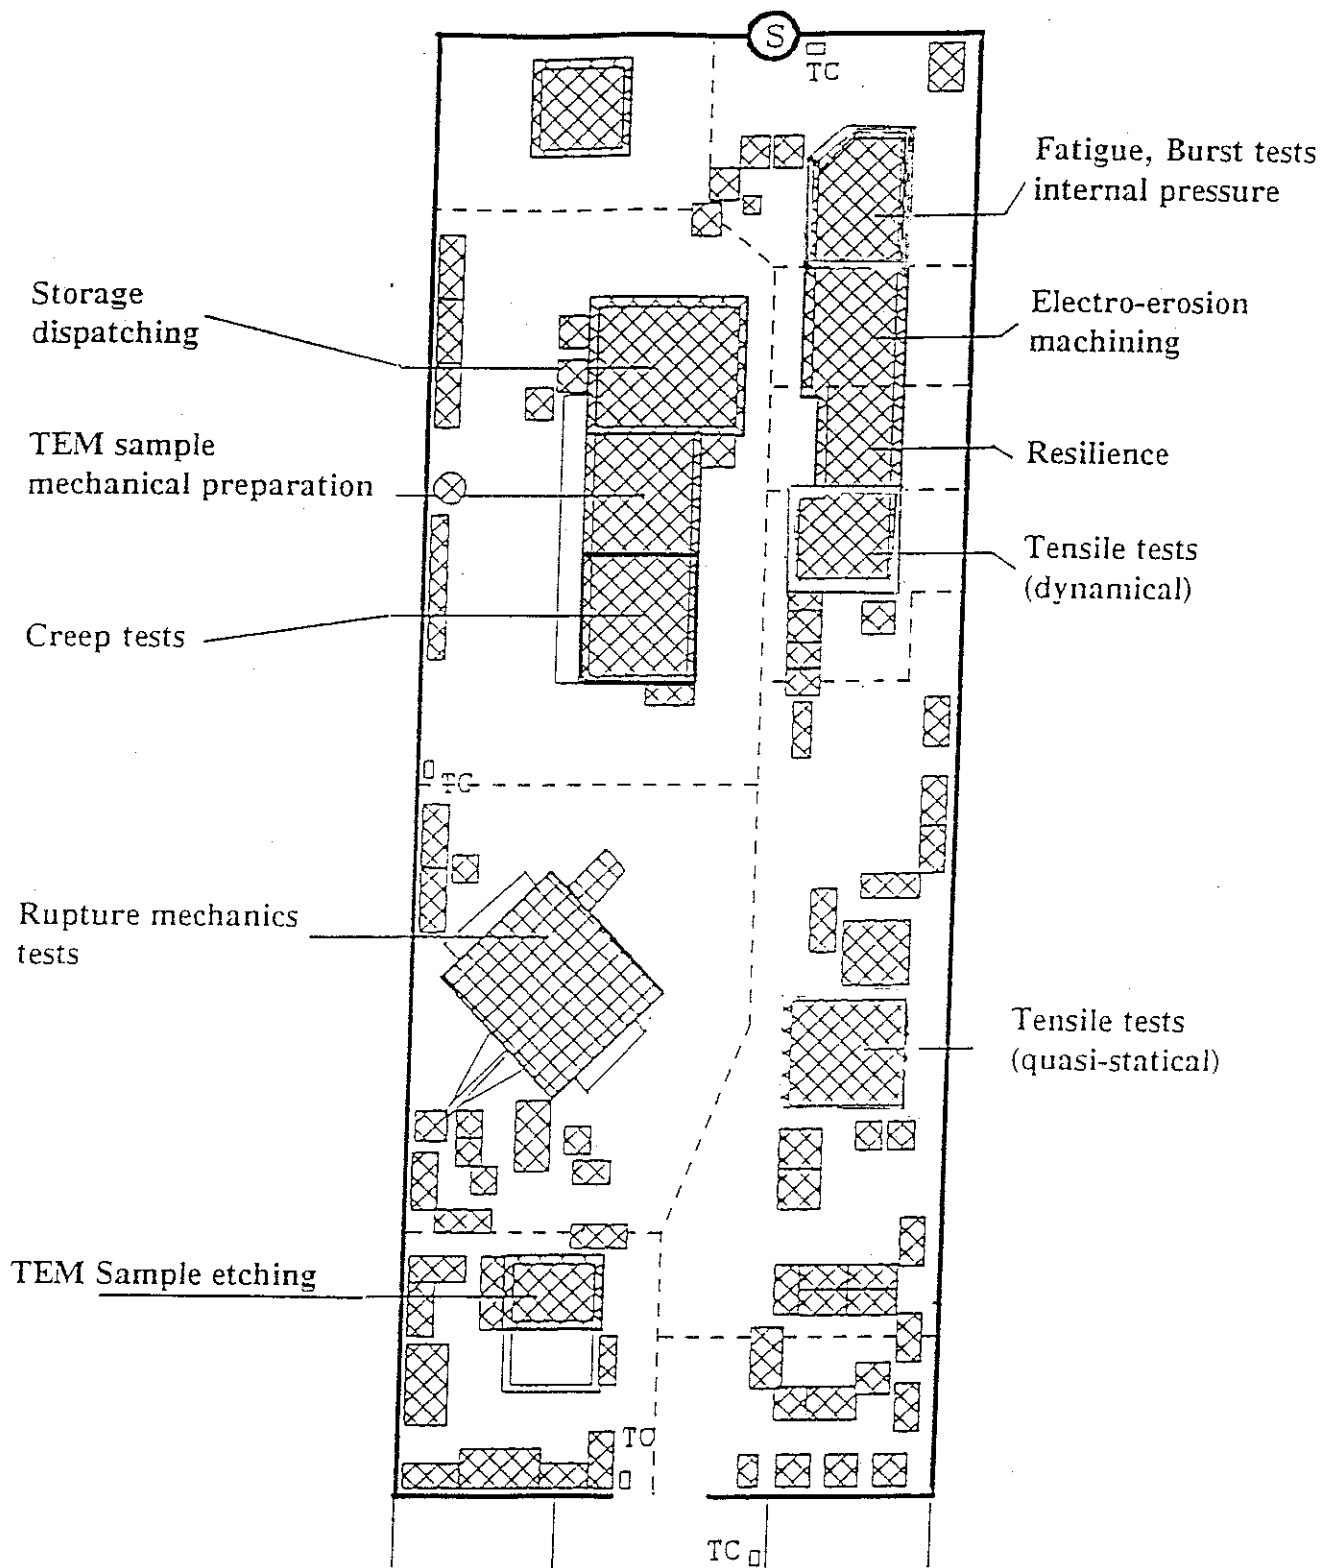 S
TC
Fatigue, Burst tests
internal pressure
Storage
dispatching
Electro-erosion
machining
TEM sample
mechanical preparation
Resilience
Tensile tests
(dynamical)
Creep tests
TC
Rupture mechanics
tests
Tensile tests
(quasi-statical)
TEM Sample etching
TC
TC